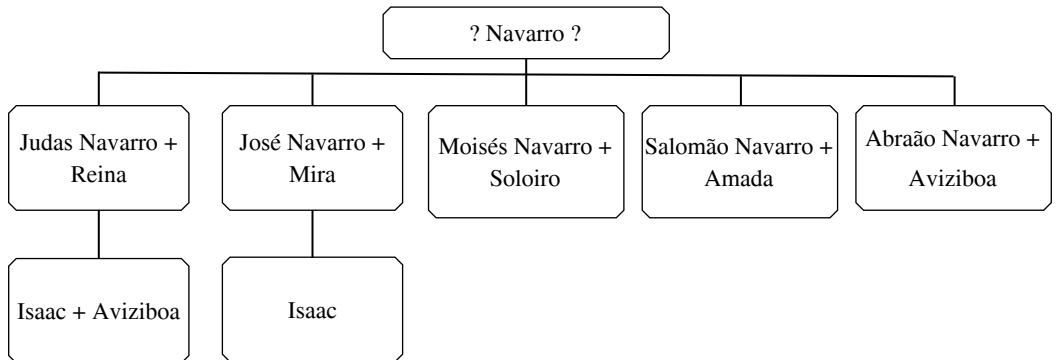 ? Navarro ?
Judas Navarro +
Reina
José Navarro +
Mira
Moisés Navarro +
Soloiro
Salomão Navarro +
Amada
Abraão Navarro +
Aviziboa
Isaac + Aviziboa
Isaac